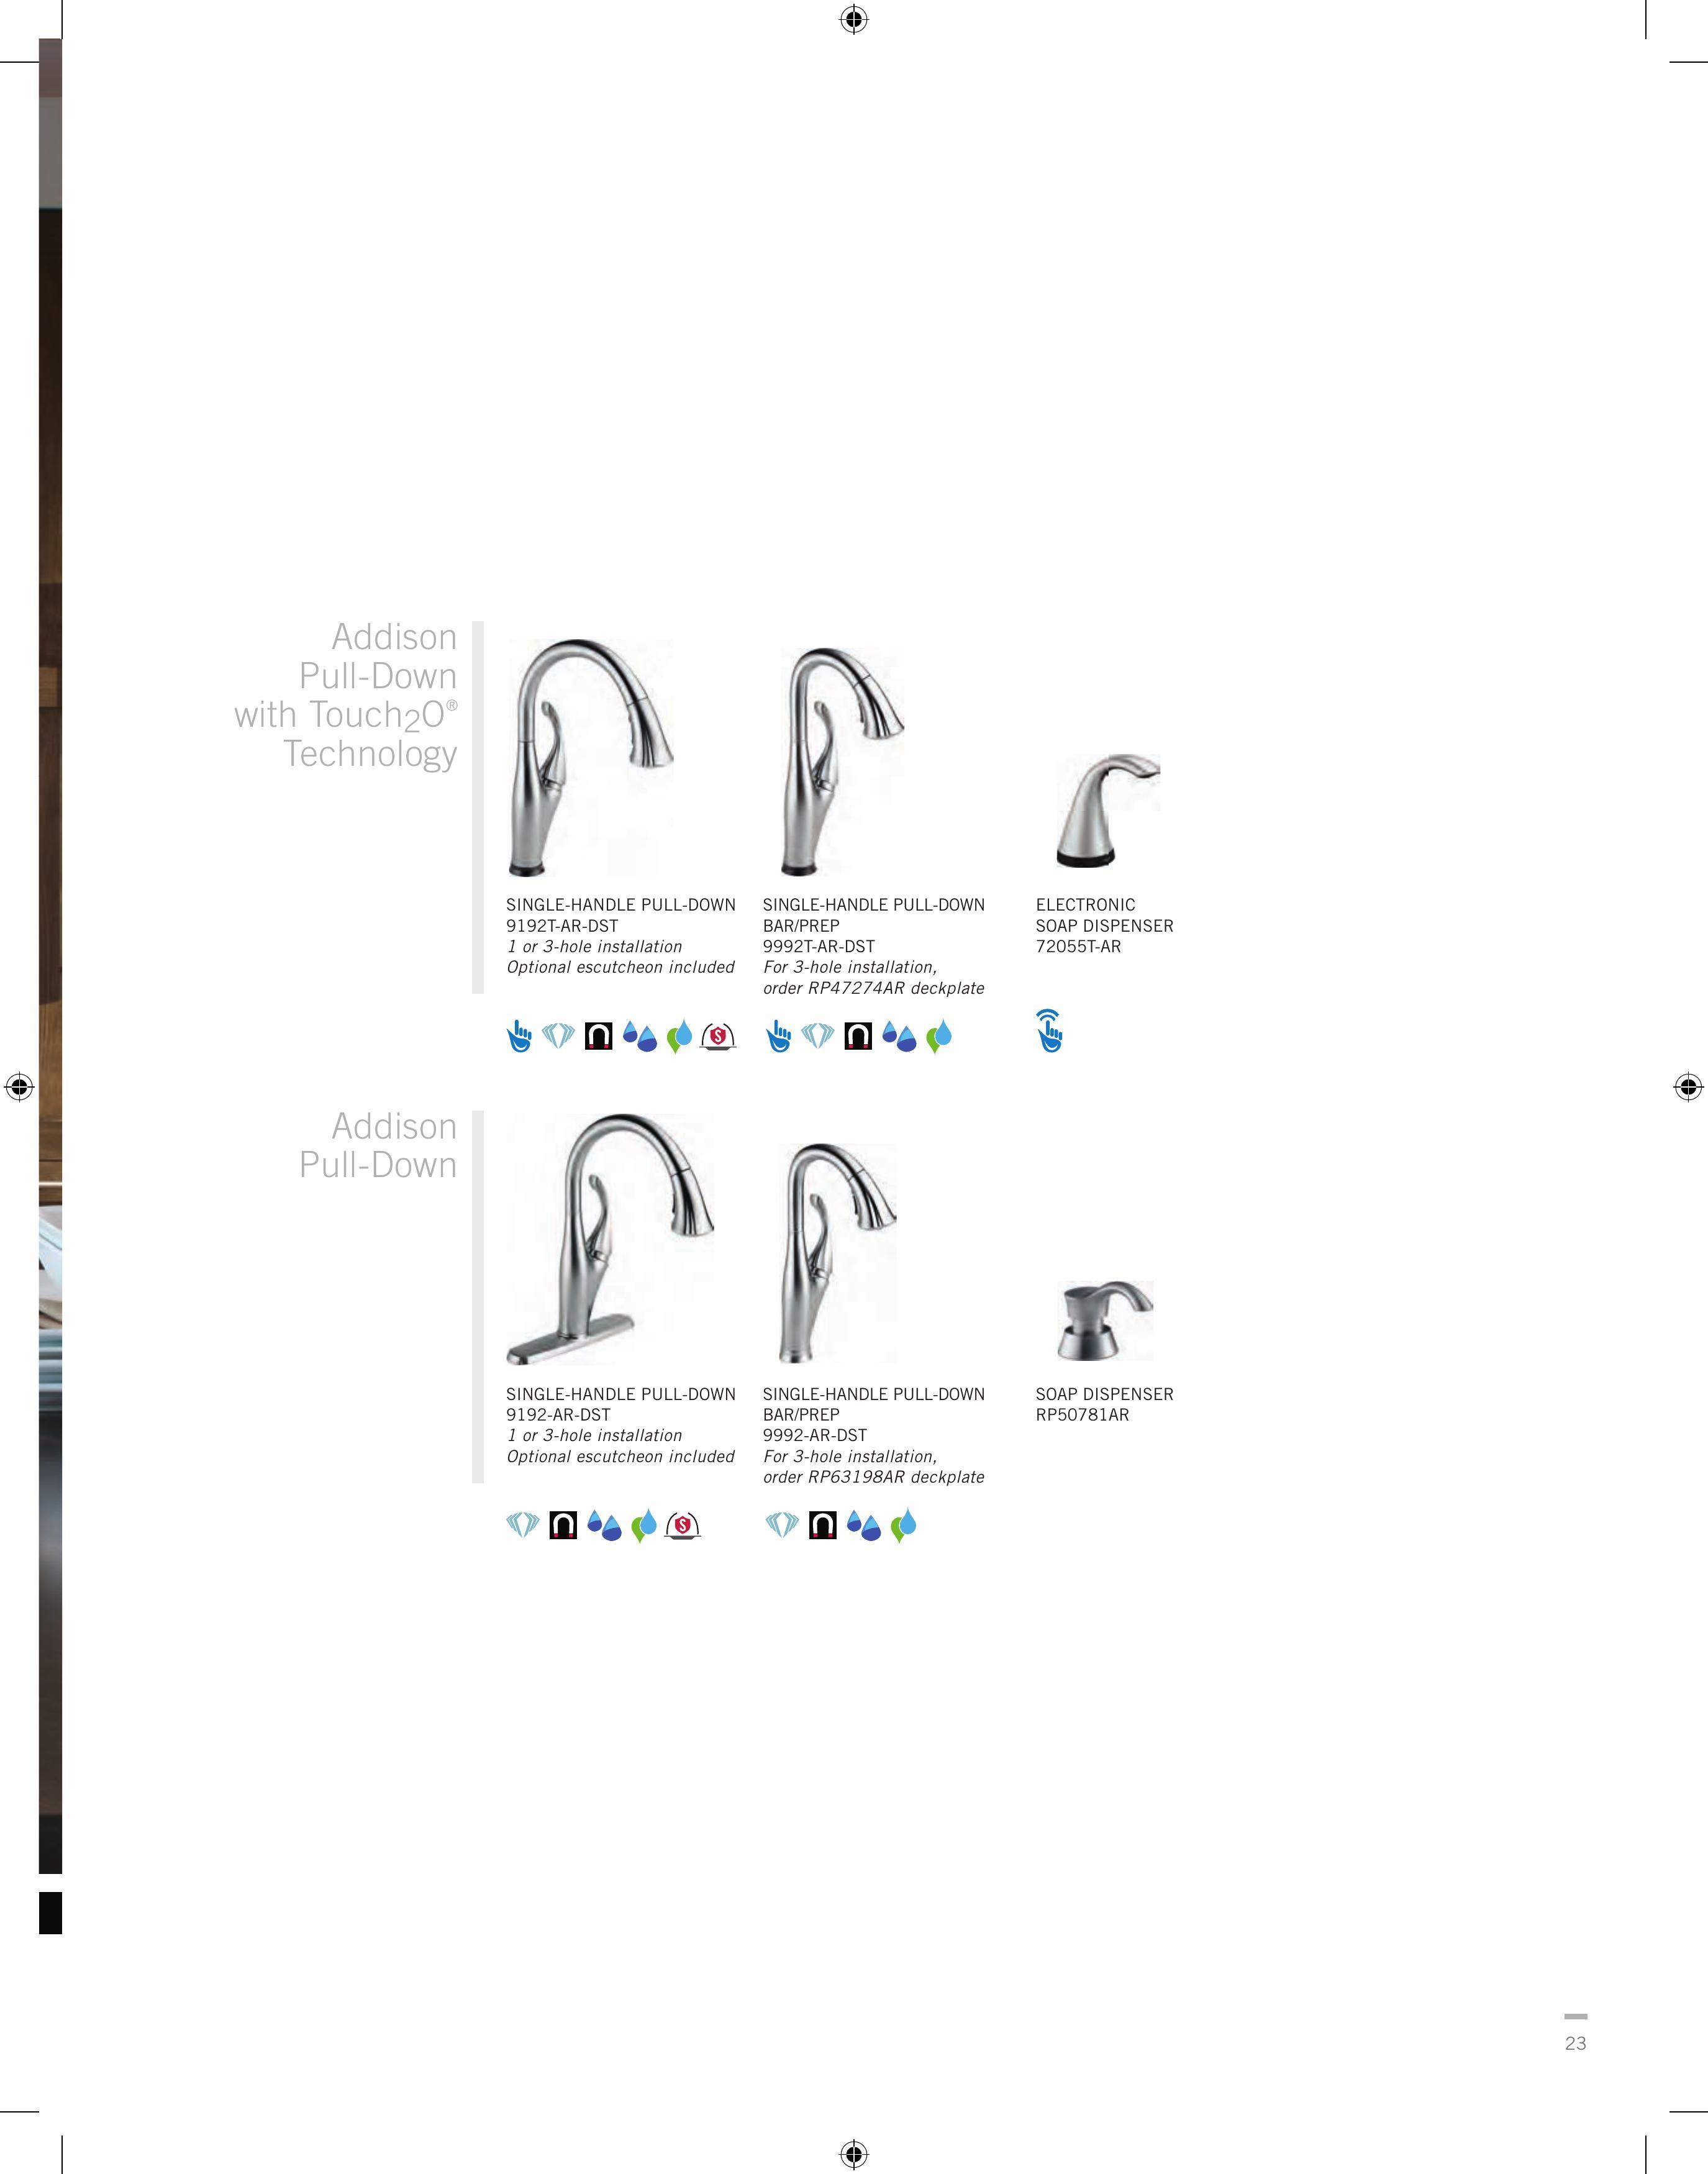 Addison
Pull-Down
with Touch2O®
Technology
SINGLE-HANDLE PULL-DOWN
9192T-AR-DST
1 or 3-hole installation
Optional escutcheon included
SINGLE-HANDLE PULL-DOWN
BAR/PREP
9992T-AR-DST
For 3-hole installation,
order RP47274AR deckplate
ELECTRONIC
SOAP DISPENSER
72055T-AR
Addison
Pull-Down
SINGLE-HANDLE PULL-DOWN
9192-AR-DST
1 or 3-hole installation
Optional escutcheon included
SINGLE-HANDLE PULL-DOWN
BAR/PREP
9992-AR-DST
For 3-hole installation,
order RP63198AR deckplate
SOAP DISPENSER
RP50781AR
23